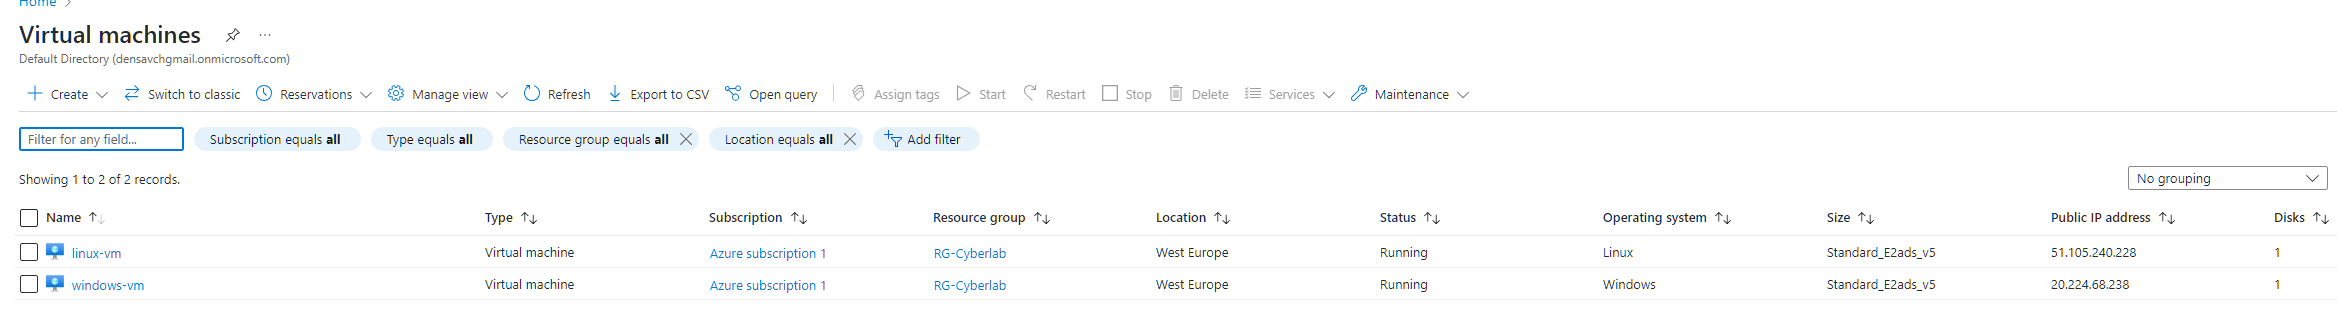 Home
Virtual machines ...
Default Directory (densavchgmail.onmicrosoft.com)
Create Switch to classic Reservations Manage view Refresh Export to CSV Open query Assign tags Start Restart Stop Delete Services Maintenance
Filter for any field... Subscription equals all Type equals all Resource group equals all Location equals all Add filter
Showing 1 to 2 of 2 records. No grouping
Name Type Subscription Resource group Location Status Operating system Size Public IP address Disks
linux-vm Virtual machine Azure subscription 1 RG-Cyberlab West Europe Running Linux Standard_E2ads_v5 51.105.240.228 1
windows-vm Virtual machine Azure subscription 1 RG-Cyberlab West Europe Running Windows Standard_E2ads_v5 20.224.68.238 1